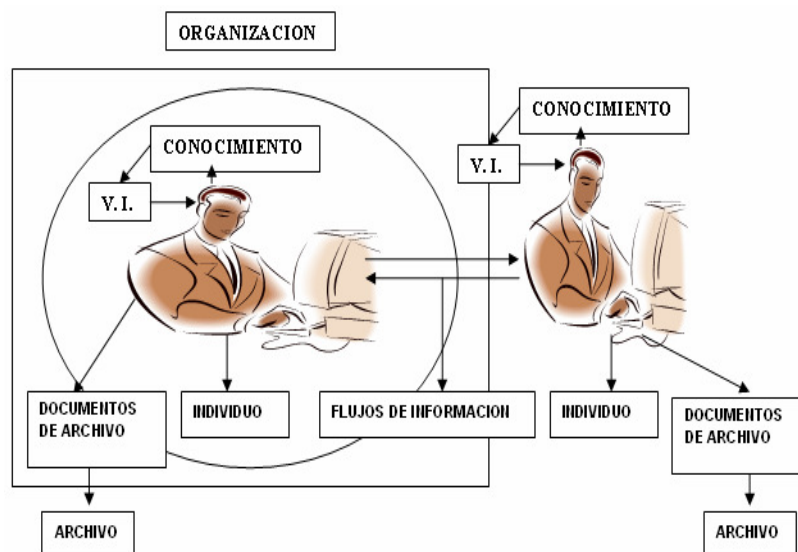 ORGANIZACION
CONOCIMIENTO
V.I.
CONOCIMIENTO
V.I.
DOCUMENTOS
DE ARCHIVO
INDIVIDUO
FLUJOS DE INFORMACION
INDIVIDUO
DOCUMENTOS
DE ARCHIVO
ARCHIVO
ARCHIVO